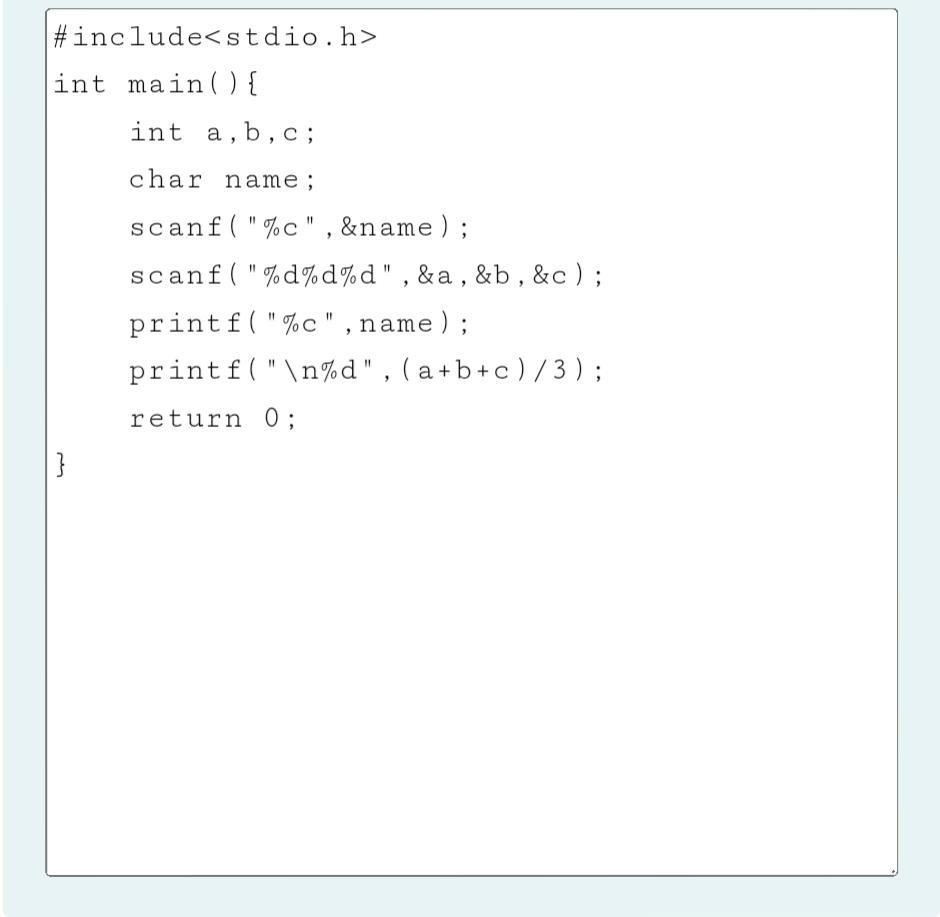 #include<stdio.h>
int main(){
int a,b,c;
char name;
scanf("%c",&name);
scanf("%d%d%d",&a,&b,&c);
printf("%c",name);
printf("\n%d",(a+b+c)/3);
return 0;
}